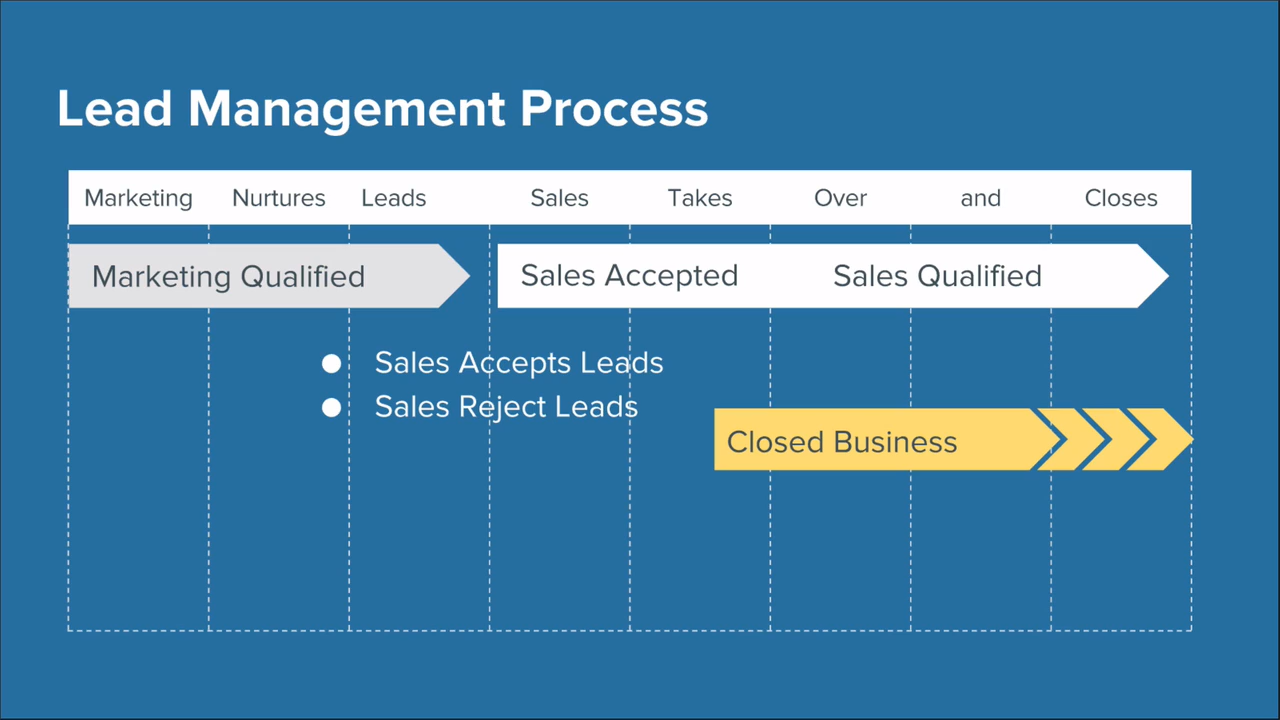 Lead Management Process
Marketing Nurtures Leads Sales Takes Over and Closes
Marketing Qualified Sales Accepted Sales Qualified
Sales Accepts Leads
Sales Reject Leads
Closed Business